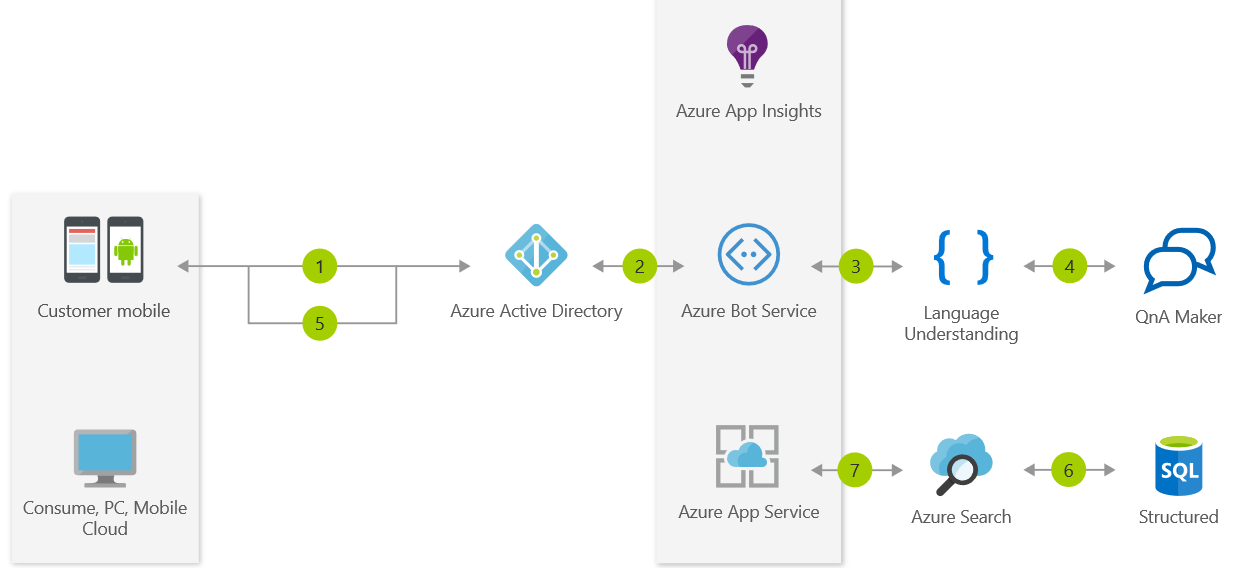 Azure App Insights
Customer mobile
1
5
Azure Active Directory
2
Azure Bot Service
3
Language
Understanding
4
QnA Maker
Consume, PC, Mobile
Cloud
Azure App Service
7
Azure Search
6
SQL
Structured